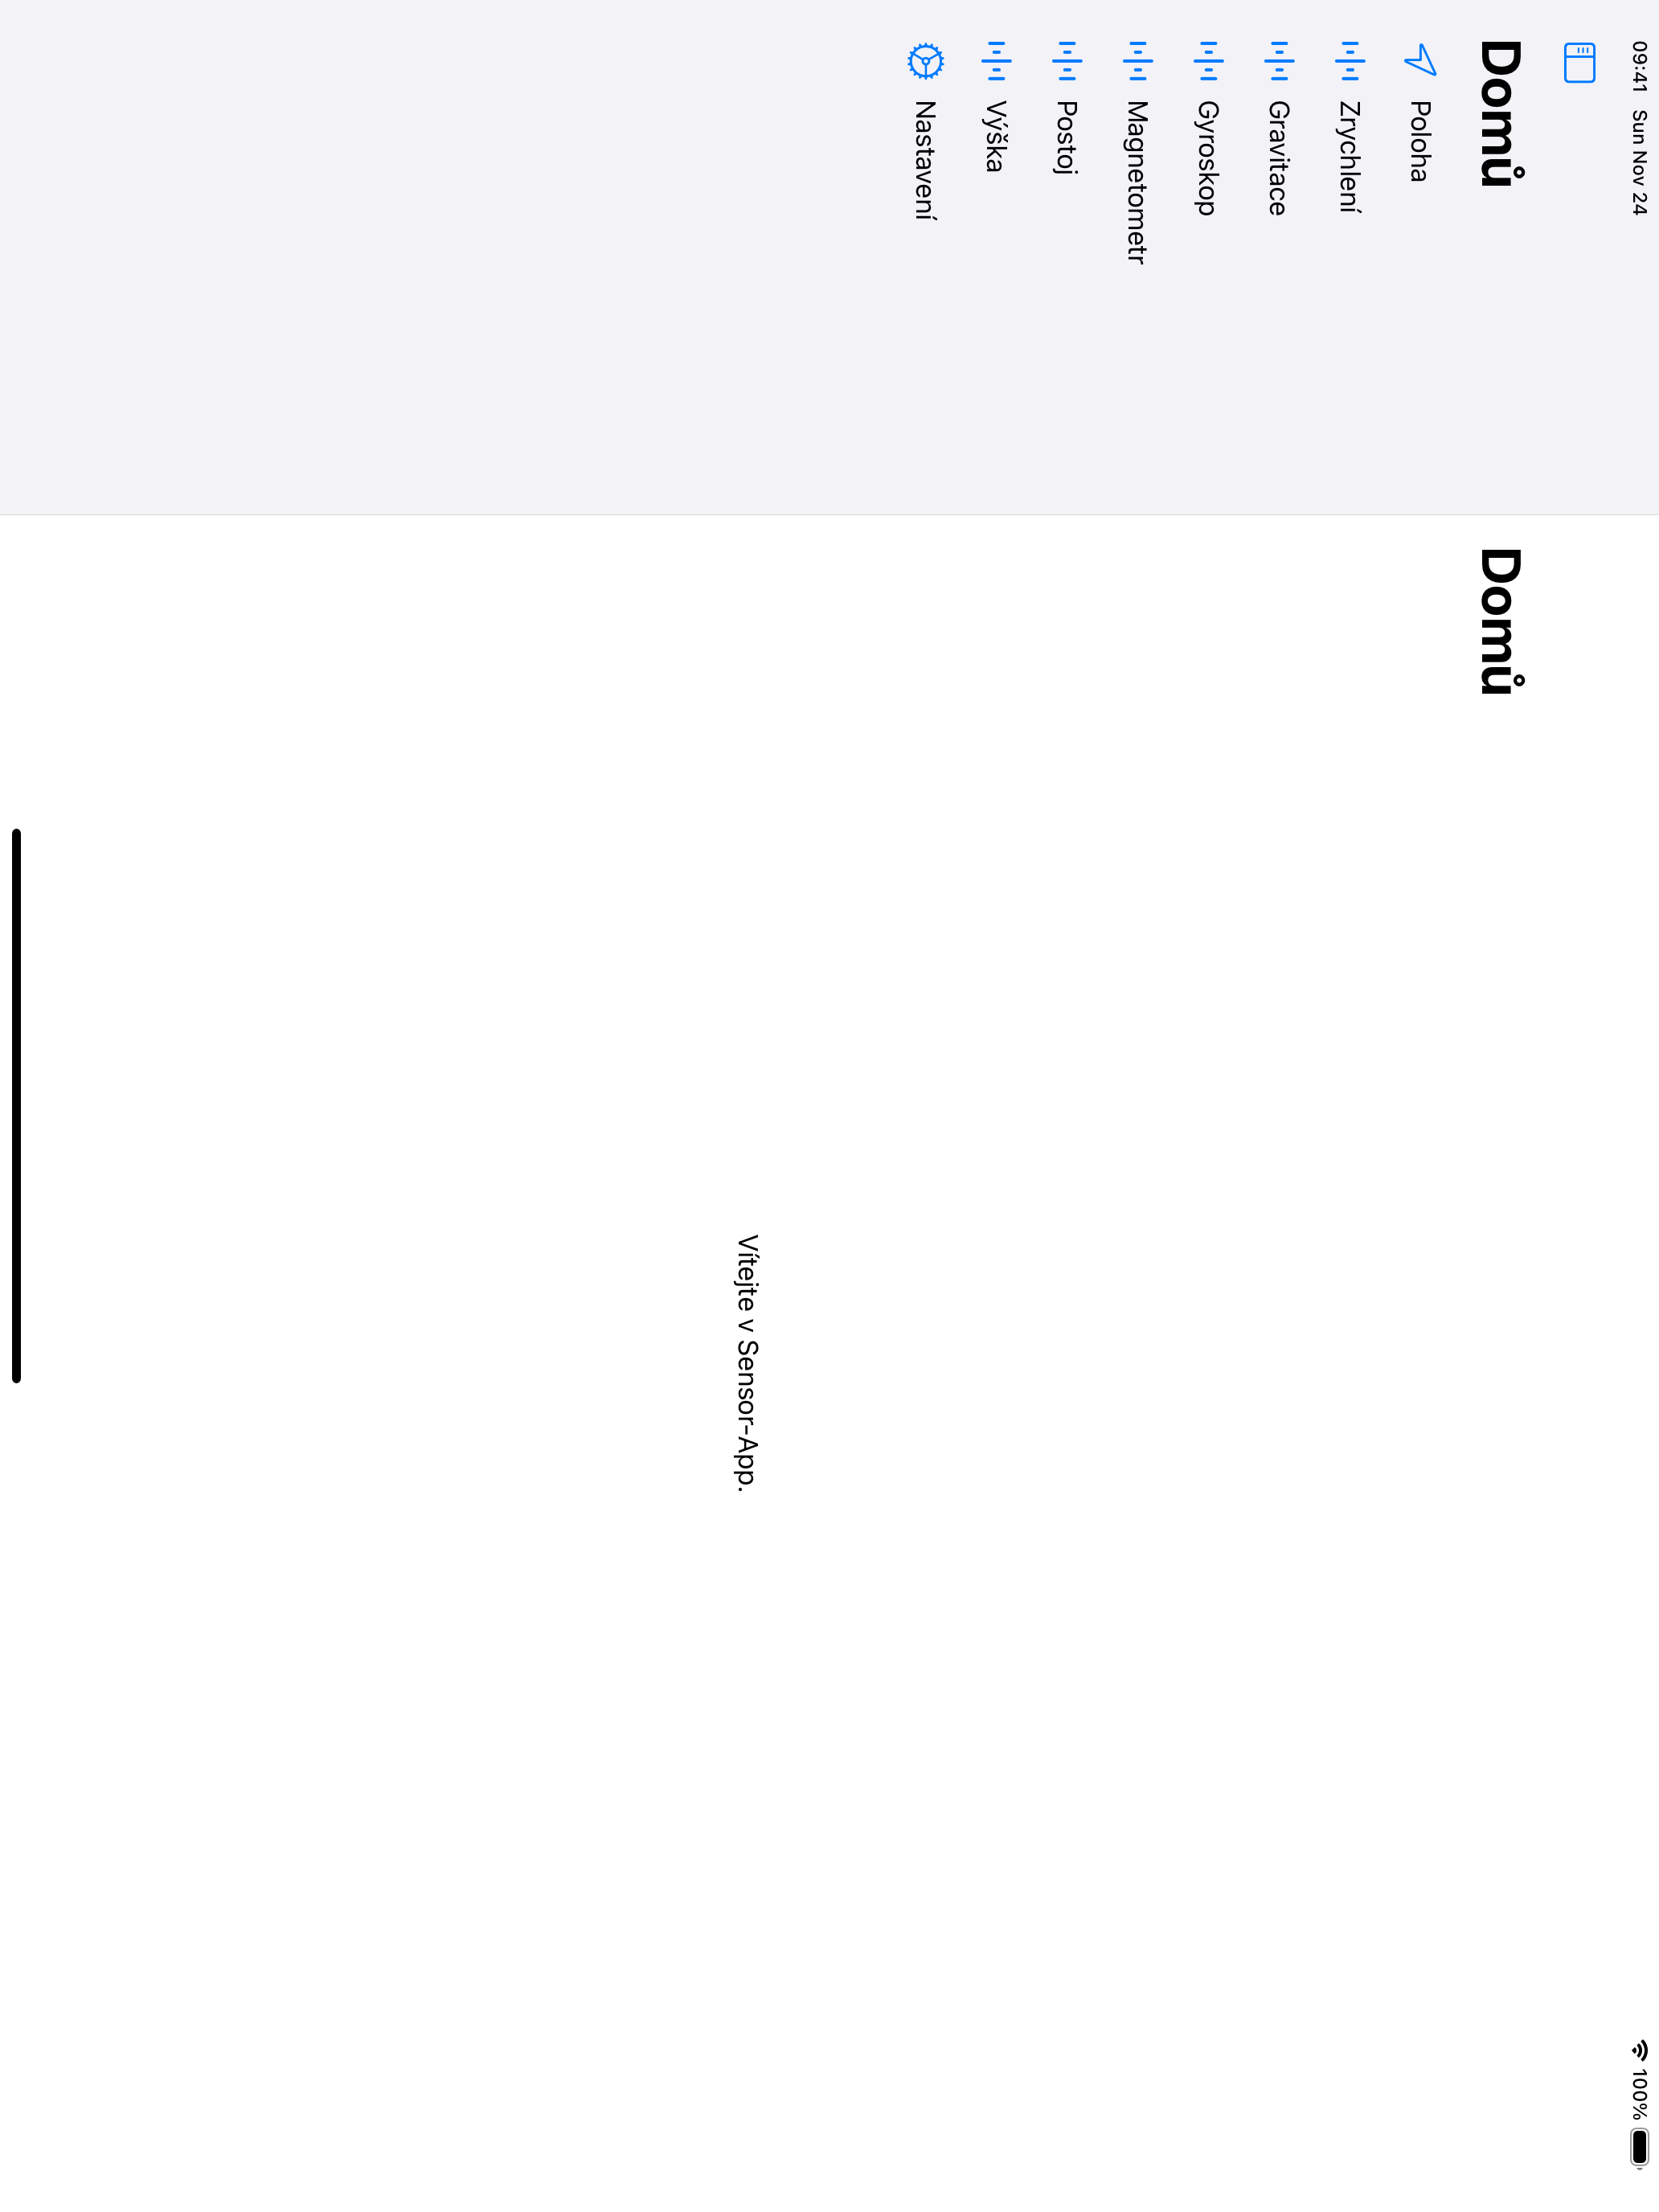 09:41 Sun Nov 24
100%
Domů
Poloha
Zrychlení
Gravitace
Gyroskop
Magnetometr
Postoj
Výška
Nastavení
Domů
Vítejte v Sensor-App.